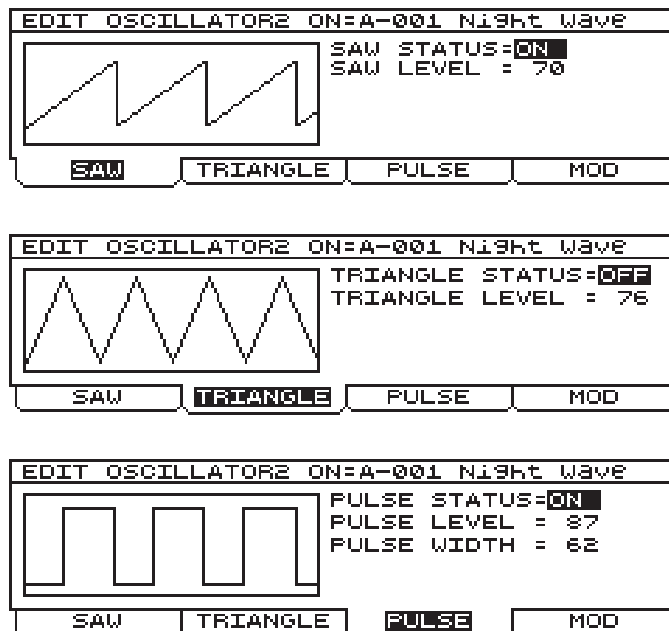 EDIT OSCILLATOR2 ON=A-001 Night Wave
SAW STATUS=ON
SAW LEVEL = 70
SAW TRIANGLE PULSE MOD
EDIT OSCILLATOR2 ON=A-001 Night Wave
TRIANGLE STATUS=OFF
TRIANGLE LEVEL = 76
SAW TRIANGLE PULSE MOD
EDIT OSCILLATOR2 ON=A-001 Night Wave
PULSE STATUS=ON
PULSE LEVEL = 87
PULSE WIDTH = 62
SAW TRIANGLE PULSE MOD